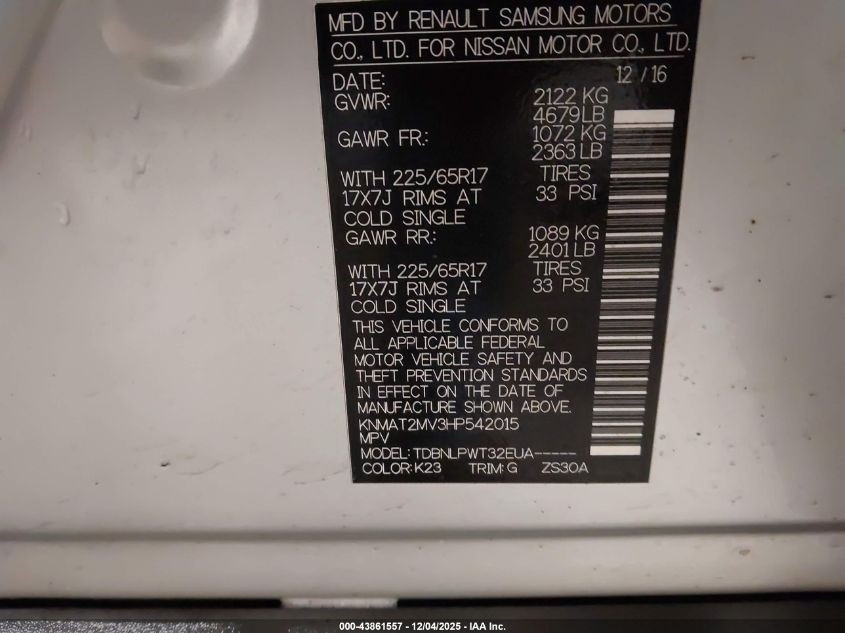 MFD BY RENAULT SAMSUNG MOTORS
CO., LTD. FOR NISSAN MOTOR CO., LTD.
DATE: 12 / 16
GVWR: 2122 KG
4679 LB
GAWR FR.: 1072 KG
2363 LB
WITH 225/65R17 TIRES
17X7J RIMS AT 33 PSI
COLD SINGLE
GAWR RR.: 1089 KG
2401 LB
WITH 225/65R17 TIRES
17X7J RIMS AT 33 PSI
COLD SINGLE
THIS VEHICLE CONFORMS TO
ALL APPLICABLE FEDERAL
MOTOR VEHICLE SAFETY AND
THEFT PREVENTION STANDARDS
IN EFFECT ON THE DATE OF
MANUFACTURE SHOWN ABOVE.
KNMAT2MV3HP542015
MPV
MODEL: TDBNLPWT32EUA-----
COLOR: K23 TRIM: G ZS30A
000-43861557 - 12/04/2025 - IAA Inc.